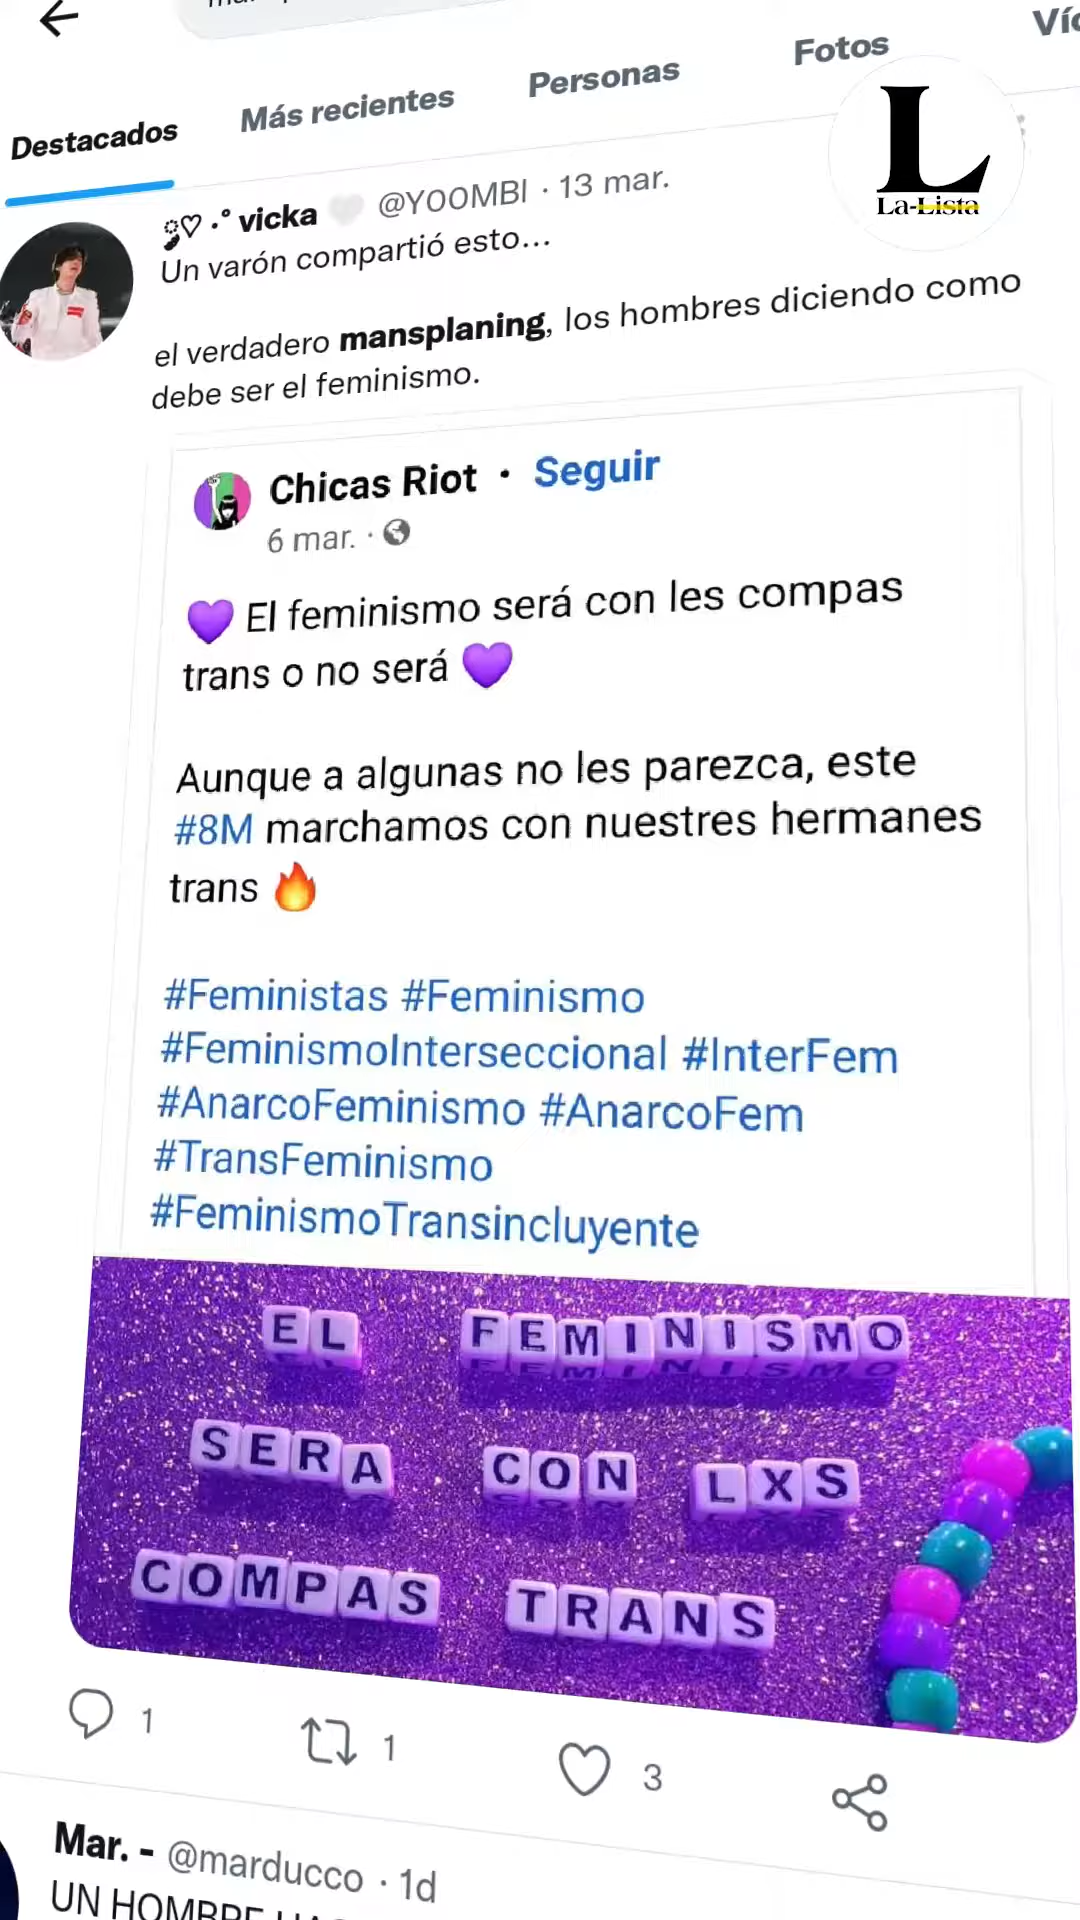 Fotos
Personas
Más recientes
Destacados
L
La-Lista
vicka 🤍 @YOOMBI · 13 mar.
Un varón compartió esto...
el verdadero mansplaning, los hombres diciendo como
debe ser el feminismo.
Chicas Riot · Seguir
6 mar. ·
💜 El feminismo será con les compas
trans o no será 💜
Aunque a algunas no les parezca, este
#8M marchamos con nuestres hermanes
trans 🔥
#Feministas #Feminismo
#FeminismoInterseccional #InterFem
#AnarcoFeminismo #AnarcoFem
#TransFeminismo
#FeminismoTransincluyente
EL FEMINISMO
SERA CON LXS
COMPAS TRANS
1 1 3
Mar. - @marducco · 1d
UN HOMBRE